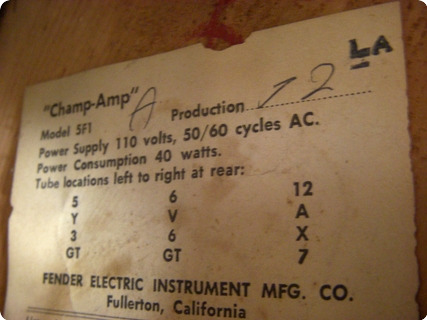 LA
"Champ-Amp" A Production 12
Model 5F1
Power Supply 110 volts, 50/60 cycles AC.
Power Consumption 40 watts.
Tube locations left to right at rear:
5 6 12
Y V A
3 6 X
GT GT 7
FENDER ELECTRIC INSTRUMENT MFG. CO.
Fullerton, California